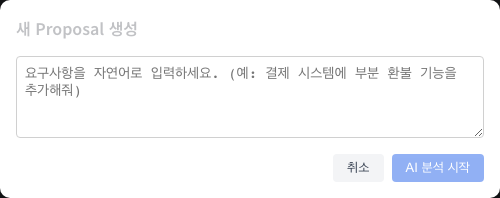 새 Proposal 생성
요구사항을 자연어로 입력하세요. (예: 결제 시스템에 부분 환불 기능을
추가해줘)
취소
AI 분석 시작